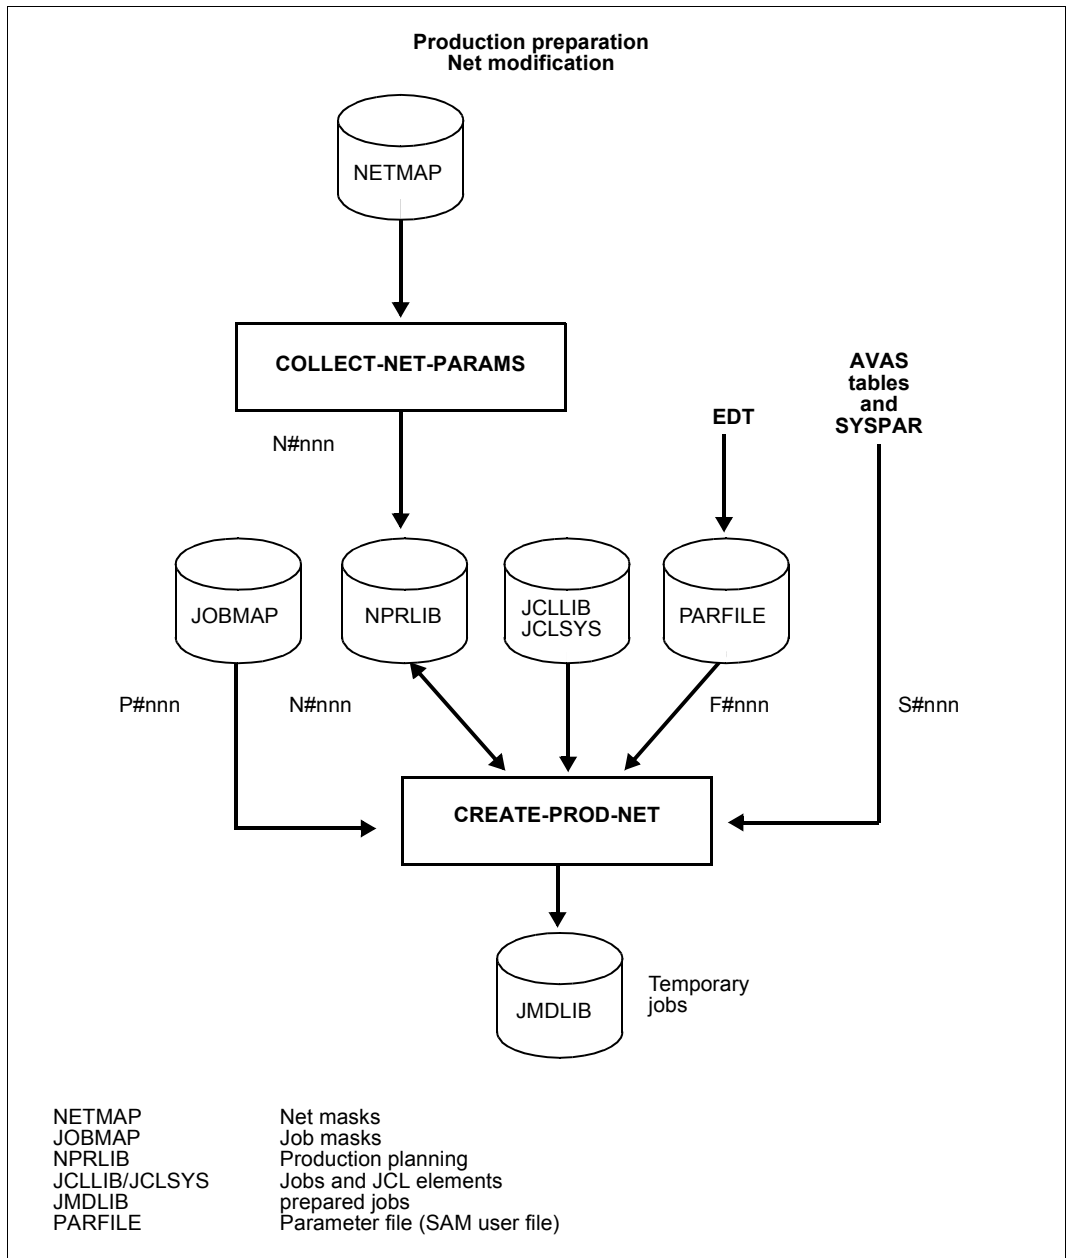 Production preparation
Net modification
NETMAP
COLLECT-NET-PARAMS
AVAS
tables
and
SYSPAR
EDT
N#nnn
JOBMAP
NPRLIB
JCLLIB
JCLSYS
PARFILE
P#nnn
N#nnn
F#nnn
S#nnn
CREATE-PROD-NET
JMDLIB
Temporary
jobs
NETMAP Net masks
JOBMAP Job masks
NPRLIB Production planning
JCLLIB/JCLSYS Jobs and JCL elements
JMDLIB prepared jobs
PARFILE Parameter file (SAM user file)